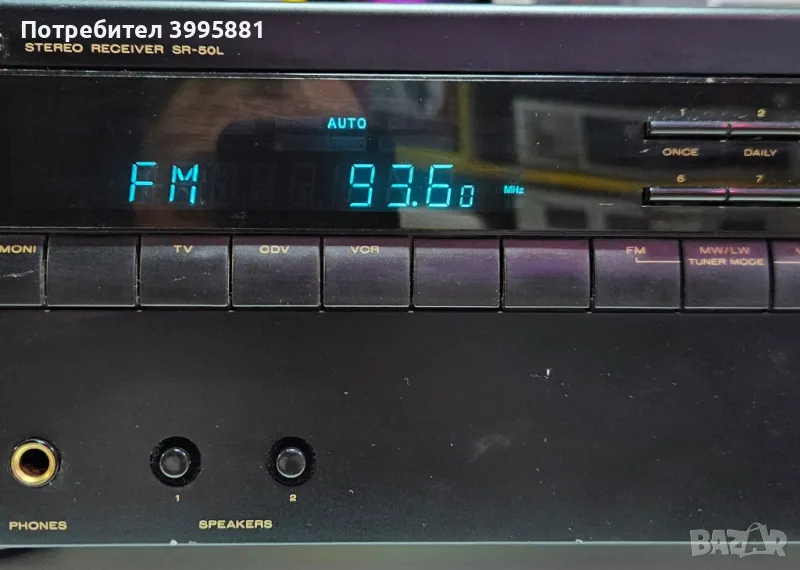 Потребител 3995881
STEREO RECEIVER SR-50L
AUTO
FM 93.60 MHz
1 2
ONCE DAILY
6 7
MONI TV CDV VCR FM MW/LW
TUNER MODE
1 2
PHONES SPEAKERS
BAZAR